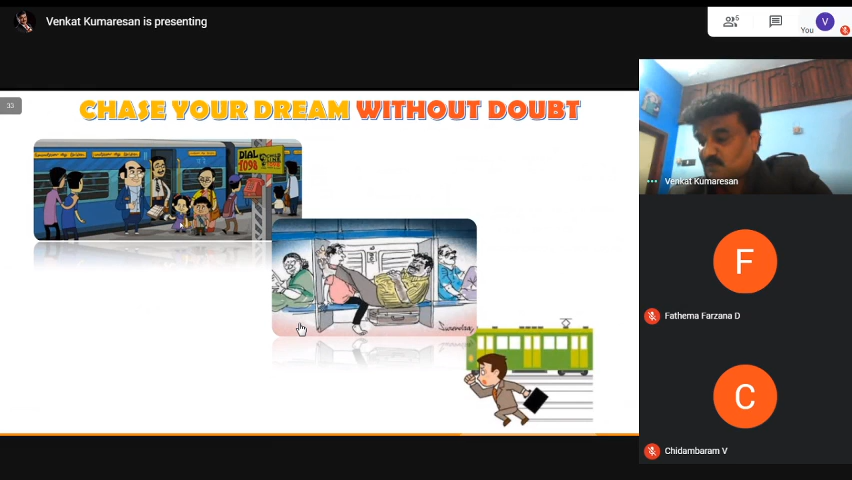 Venkat Kumaresan is presenting
5
You
V
33
CHASE YOUR DREAM WITHOUT DOUBT
DIAL
1098
Venkat Kumaresan
F
Fathema Farzana D
C
Chidambaram V